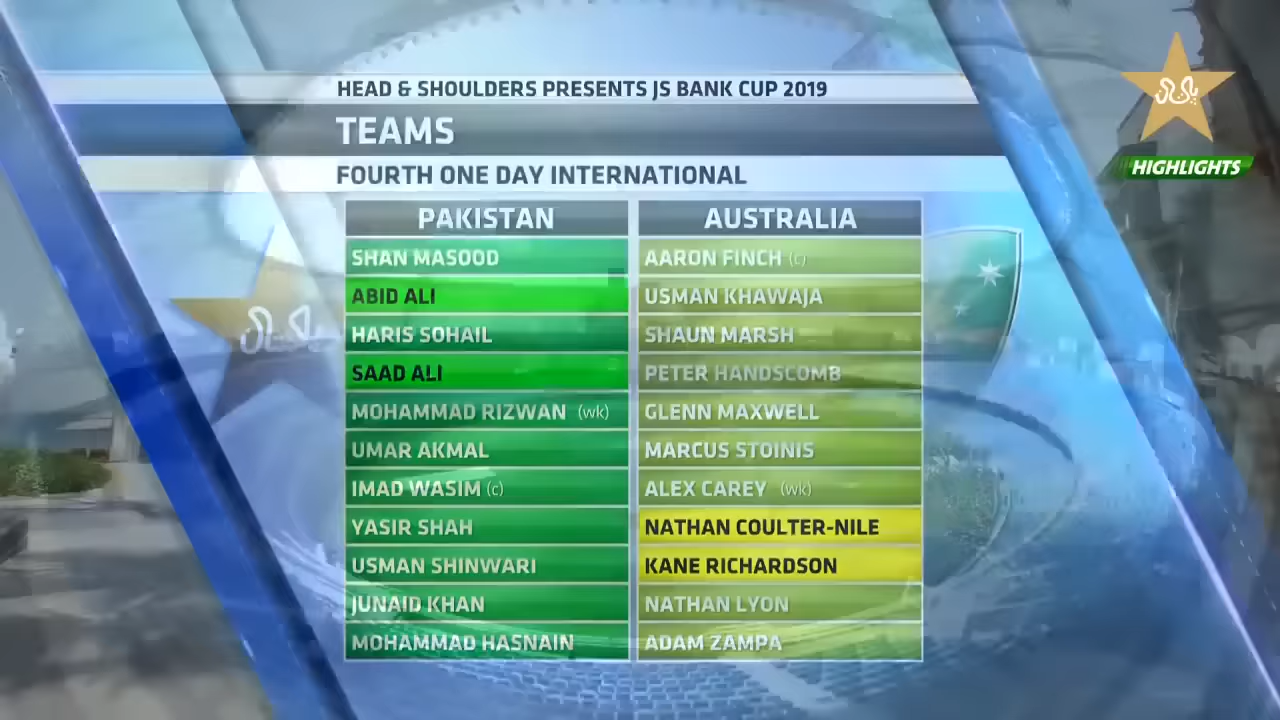 HEAD & SHOULDERS PRESENTS JS BANK CUP 2019
TEAMS
HIGHLIGHTS
FOURTH ONE DAY INTERNATIONAL
PAKISTAN AUSTRALIA
SHAN MASOOD AARON FINCH (c)
ABID ALI USMAN KHAWAJA
HARIS SOHAIL SHAUN MARSH
SAAD ALI PETER HANDSCOMB
MOHAMMAD RIZWAN (wk) GLENN MAXWELL
UMAR AKMAL MARCUS STOINIS
IMAD WASIM (c) ALEX CAREY (wk)
YASIR SHAH NATHAN COULTER-NILE
USMAN SHINWARI KANE RICHARDSON
JUNAID KHAN NATHAN LYON
MOHAMMAD HASNAIN ADAM ZAMPA